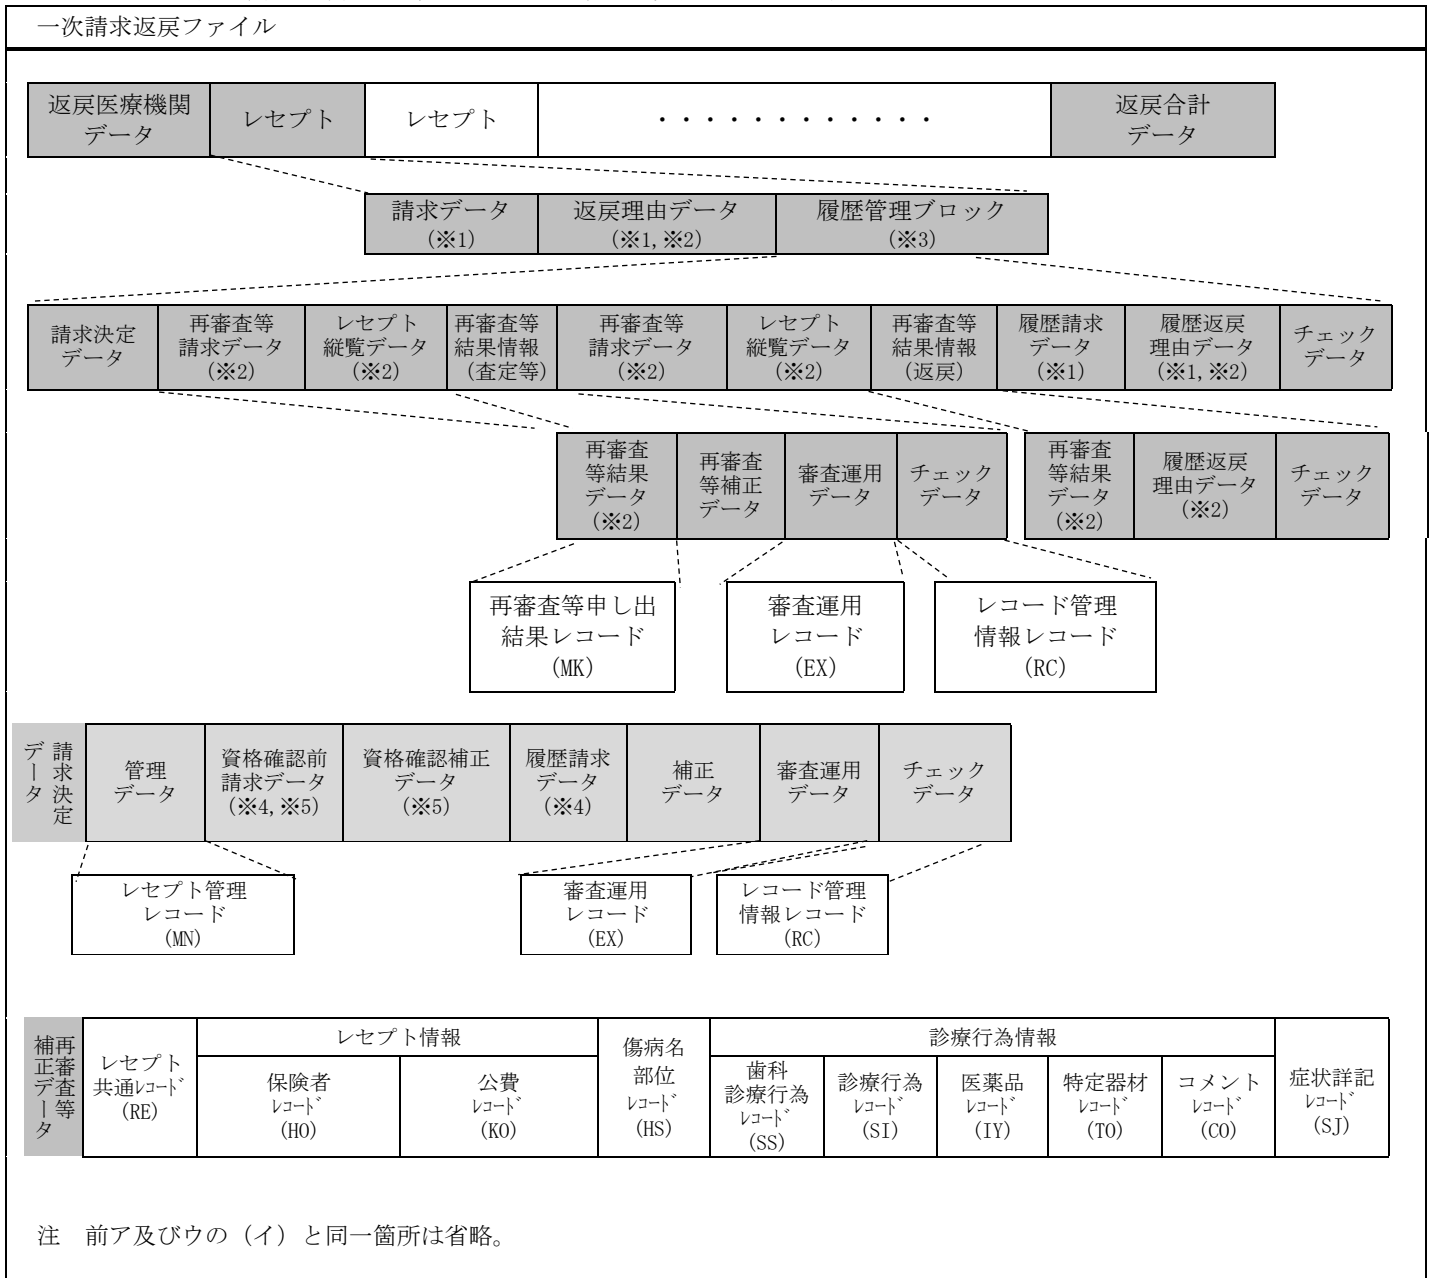 一次請求返戻ファイル
返戻医療機関
データ
レセプト
レセプト
・・・・・・・・・・・・
返戻合計
データ
請求データ
(※1)
返戻理由データ
(※1,※2)
履歴管理ブロック
(※3)
請求決定
データ
再審査等
請求データ
(※2)
レセプト
縦覧データ
(※2)
再審査等
結果情報
(査定等)
再審査等
請求データ
(※2)
レセプト
縦覧データ
(※2)
再審査等
結果情報
(返戻)
履歴請求
データ
(※1)
履歴返戻
理由データ
(※1,※2)
チェック
データ
再審査
等結果
データ
(※2)
再審査
等補正
データ
審査運用
データ
チェック
データ
再審査
等結果
データ
(※2)
履歴返戻
理由データ
(※2)
チェック
データ
再審査等申し出
結果レコード
(MK)
審査運用
レコード
(EX)
レコード管理
情報レコード
(RC)
請求決定
データ
管理
データ
資格確認前
請求データ
(※4,※5)
資格確認補正
データ
(※5)
履歴請求
データ
(※4)
補正
データ
審査運用
データ
チェック
データ
レセプト管理
レコード
(MN)
審査運用
レコード
(EX)
レコード管理
情報レコード
(RC)
再審査等
補正データ
レセプト
共通ﾚｺｰﾄﾞ
(RE)
レセプト情報
保険者
ﾚｺｰﾄﾞ
(HO)
公費
ﾚｺｰﾄﾞ
(KO)
傷病名
部位
ﾚｺｰﾄﾞ
(HS)
診療行為情報
歯科
診療行為
ﾚｺｰﾄﾞ
(SS)
診療行為
ﾚｺｰﾄﾞ
(SI)
医薬品
ﾚｺｰﾄﾞ
(IY)
特定器材
ﾚｺｰﾄﾞ
(TO)
コメント
ﾚｺｰﾄﾞ
(CO)
症状詳記
ﾚｺｰﾄﾞ
(SJ)
注　前ア及びウの（イ）と同一箇所は省略。